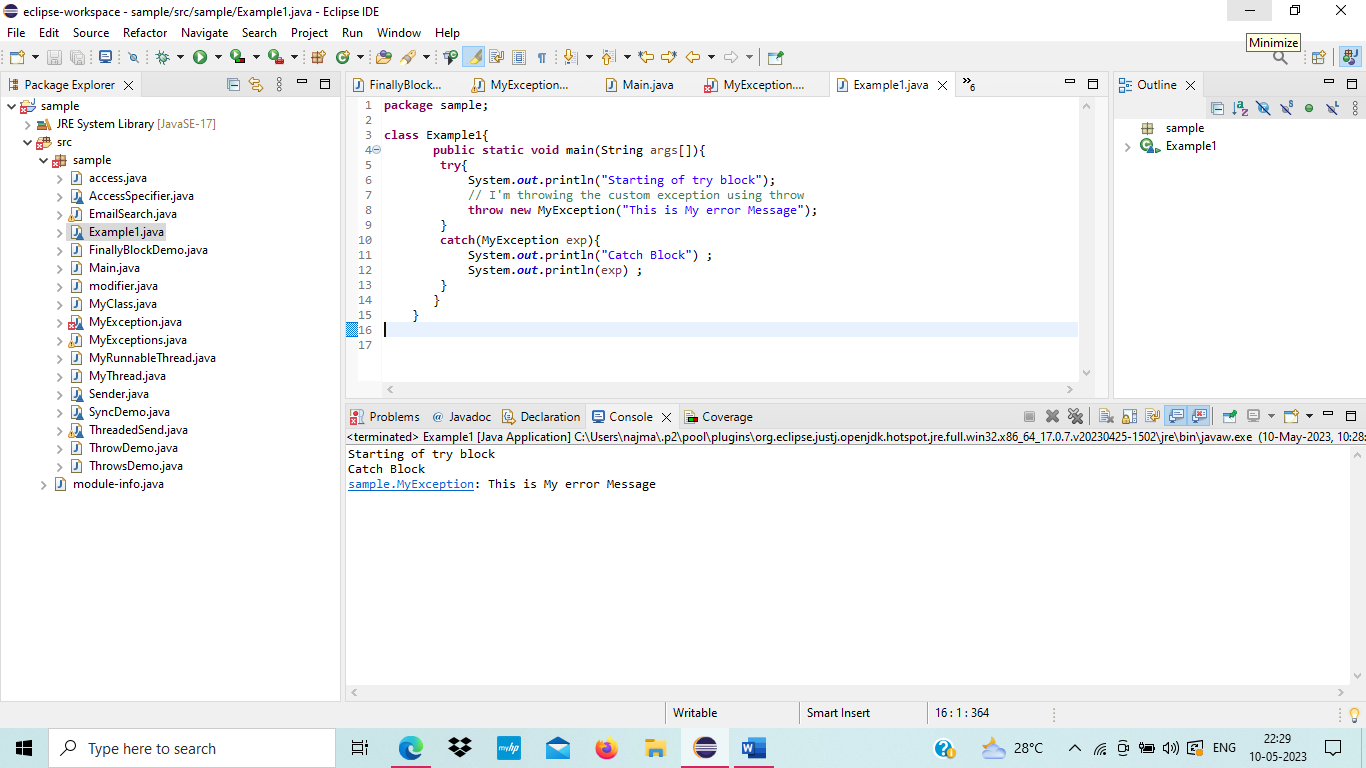 eclipse-workspace - sample/src/sample/Example1.java - Eclipse IDE
File Edit Source Refactor Navigate Search Project Run Window Help
Minimize
Package Explorer
sample
JRE System Library [JavaSE-17]
src
sample
access.java
AccessSpecifier.java
EmailSearch.java
Example1.java
FinallyBlockDemo.java
Main.java
modifier.java
MyClass.java
MyException.java
MyExceptions.java
MyRunnableThread.java
MyThread.java
Sender.java
SyncDemo.java
ThreadedSend.java
ThrowDemo.java
ThrowsDemo.java
module-info.java
FinallyBlock... MyException... Main.java MyException.... Example1.java »6
1 package sample;
2
3 class Example1{
4 public static void main(String args[]){
5 try{
6 System.out.println("Starting of try block");
7 // I'm throwing the custom exception using throw
8 throw new MyException("This is My error Message");
9 }
10 catch(MyException exp){
11 System.out.println("Catch Block") ;
12 System.out.println(exp) ;
13 }
14 }
15 }
16
17
Outline
sample
Example1
Problems @ Javadoc Declaration Console Coverage
<terminated> Example1 [Java Application] C:\Users\najma\.p2\pool\plugins\org.eclipse.justj.openjdk.hotspot.jre.full.win32.x86_64_17.0.7.v20230425-1502\jre\bin\javaw.exe (10-May-2023, 10:28:
Starting of try block
Catch Block
sample.MyException: This is My error Message
Writable Smart Insert 16 : 1 : 364
Type here to search
myhp
28°C
ENG
22:29
10-05-2023